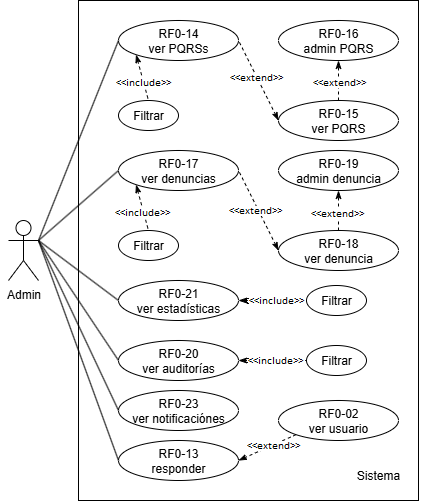 RF0-14
ver PQRSs
RF0-16
admin PQRS
<<include>>
<<extend>>
<<extend>>
Filtrar
RF0-15
ver PQRS
RF0-17
ver denuncias
RF0-19
admin denuncia
<<include>>
<<extend>>
<<extend>>
Filtrar
RF0-18
ver denuncia
Admin
RF0-21
ver estadísticas
<<include>>
Filtrar
RF0-20
ver auditorías
<<include>>
Filtrar
RF0-23
ver notificaciónes
RF0-02
ver usuario
<<extend>>
RF0-13
responder
Sistema